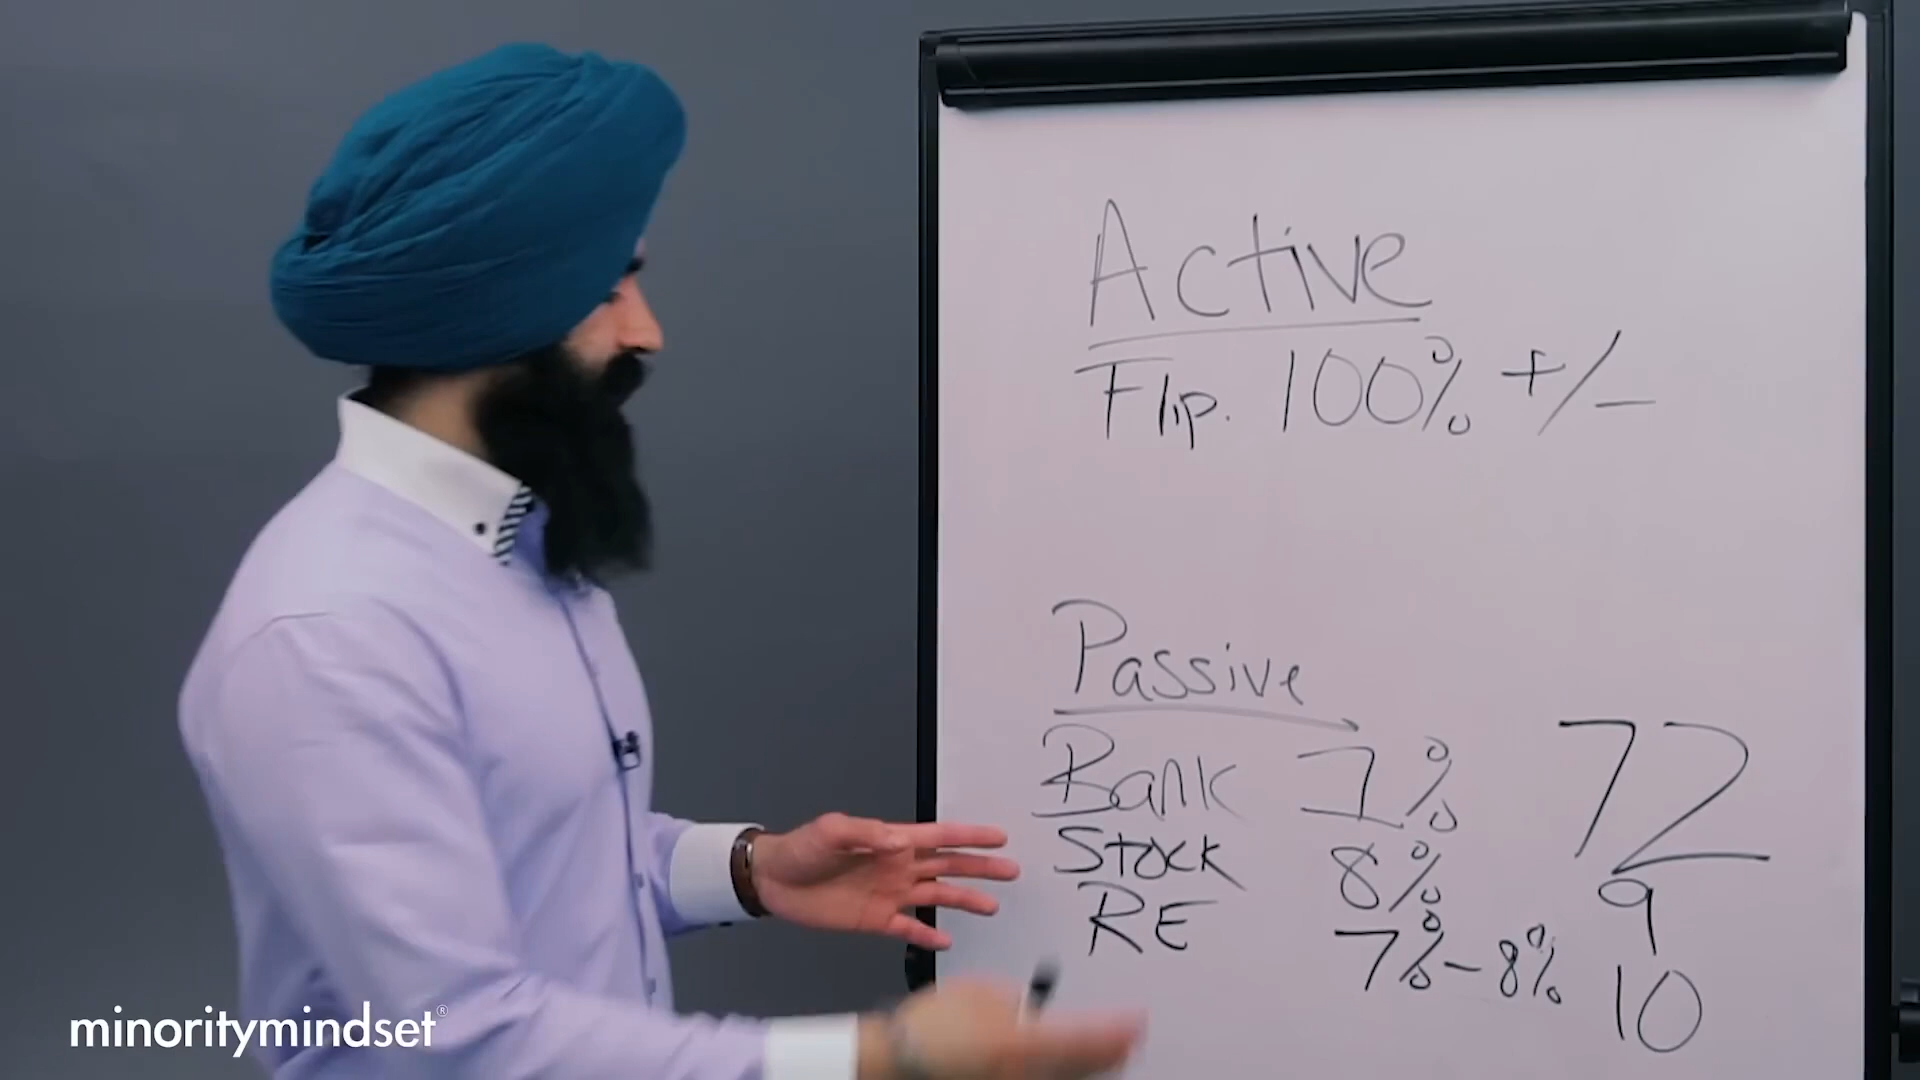 Active
Flip. 100% +/-
Passive
Bank 1% 72
Stock 8% 9
RE 7%-8% 10
minoritymindset®